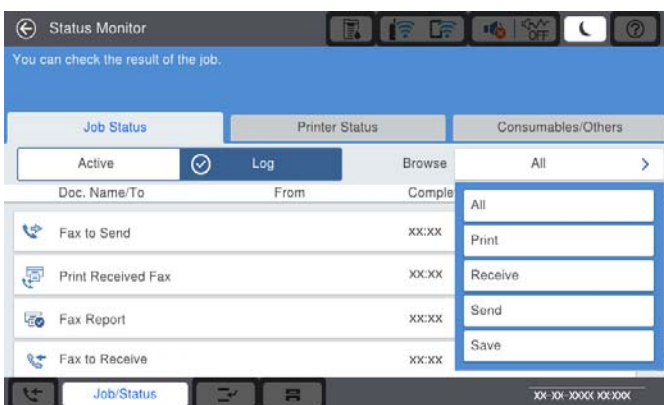 Status Monitor
OFF
You can check the result of the job.
Job Status Printer Status Consumables/Others
Active Log Browse All
Doc. Name/To From Comple
All
Fax to Send XX:XX
Print
Print Received Fax XX:XX
Receive
Fax Report XX:XX
Send
Save
Fax to Receive XX:XX
Job/Status XX-XX-XXXX XX:XXXX